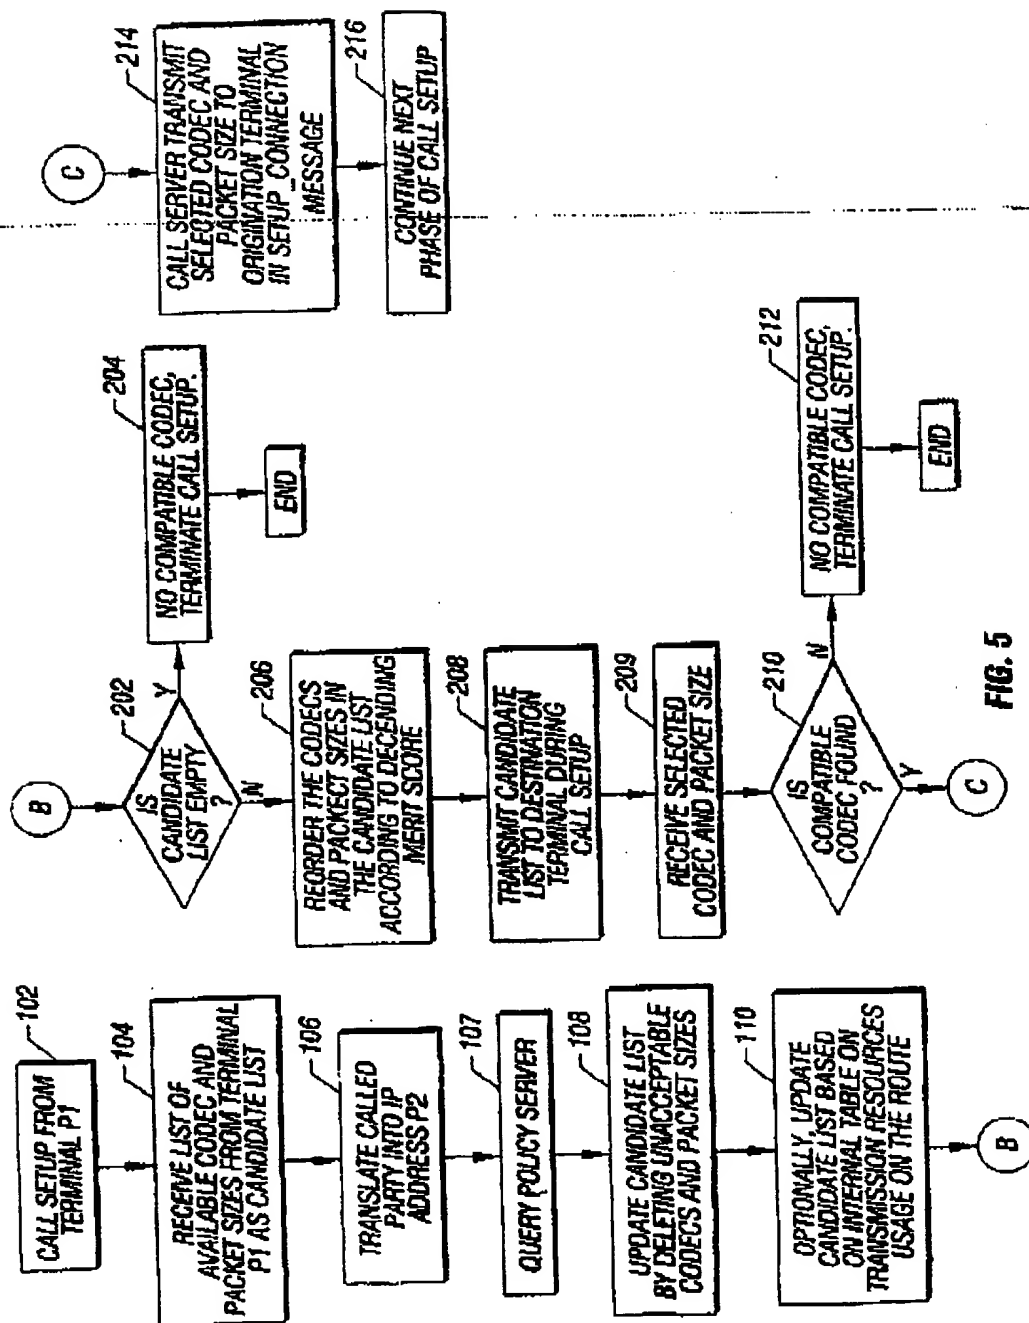 CALL SETUP FROM
TERMINAL P1
102
RECEIVE LIST OF
AVAILABLE CODEC AND
PACKET SIZES FROM TERMINAL
P1 AS CANDIDATE LIST
104
TRANSLATE CALLED
PARTY INTO IP
ADDRESS P2
106
QUERY POLICY SERVER
107
UPDATE CANDIDATE LIST
BY DELETING UNACCEPTABLE
CODECS AND PACKET SIZES
108
OPTIONALLY, UPDATE
CANDIDATE LIST BASED
ON INTERNAL TABLE ON
TRANSMISSION RESOURCES
USAGE ON THE ROUTE
110
B
B
IS
CANDIDATE
LIST EMPTY
?
202
Y
N
NO COMPATIBLE CODEC,
TERMINATE CALL SETUP.
204
END
REORDER THE CODECS
AND PACKECT SIZES IN
THE CANDIDATE LIST
ACCORDING TO DECENDING
MERIT SCORE
206
TRANSMIT CANDIDATE
LIST TO DESTINATION
TERMINAL DURING
CALL SETUP
208
RECEIVE SELECTED
CODEC AND PACKET SIZE
209
IS
COMPATIBLE
CODEC FOUND
?
210
N
Y
NO COMPATIBLE CODEC,
TERMINATE CALL SETUP.
212
END
C
C
CALL SERVER TRANSMIT
SELECTED CODEC AND
PACKET SIZE TO
ORIGINATION TERMINAL
IN SETUP_CONNECTION
MESSAGE
214
CONTINUE NEXT
PHASE OF CALL SETUP
216
FIG. 5